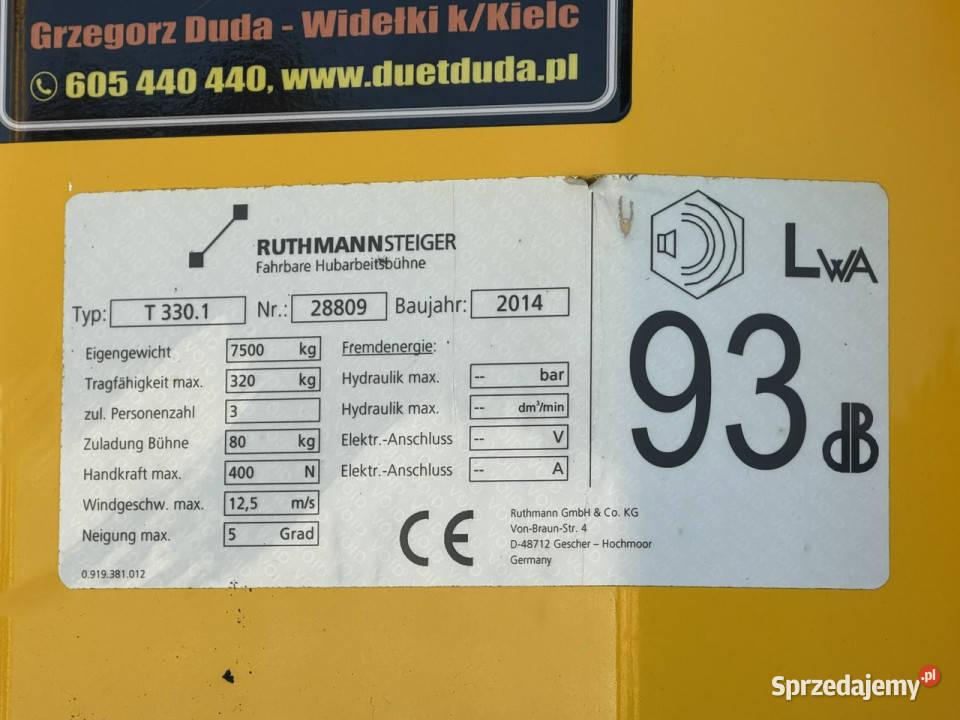 Grzegorz Duda - Widełki k/Kielc
605 440 440, www.duetduda.pl
RUTHMANNSTEIGER
Fahrbare Hubarbeitsbühne
Typ: T 330.1 Nr.: 28809 Baujahr: 2014
Eigengewicht 7500 kg
Tragfähigkeit max. 320 kg
zul. Personenzahl 3
Zuladung Bühne 80 kg
Handkraft max. 400 N
Windgeschw. max. 12,5 m/s
Neigung max. 5 Grad
0.919.381.012
Fremdenergie:
Hydraulik max. -- bar
Hydraulik max. -- dm³/min
Elektr.-Anschluss -- V
Elektr.-Anschluss -- A
CE
Ruthmann GmbH & Co. KG
Von-Braun-Str. 4
D-48712 Gescher – Hochmoor
Germany
LWA
93 dB
Sprzedajemy.pl